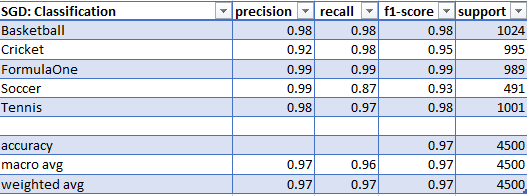 SGD: Classification precision recall f1-score support
Basketball 0.98 0.98 0.98 1024
Cricket 0.92 0.98 0.95 995
FormulaOne 0.99 0.99 0.99 989
Soccer 0.99 0.87 0.93 491
Tennis 0.98 0.97 0.98 1001
accuracy 0.97 4500
macro avg 0.97 0.96 0.97 4500
weighted avg 0.97 0.97 0.97 4500